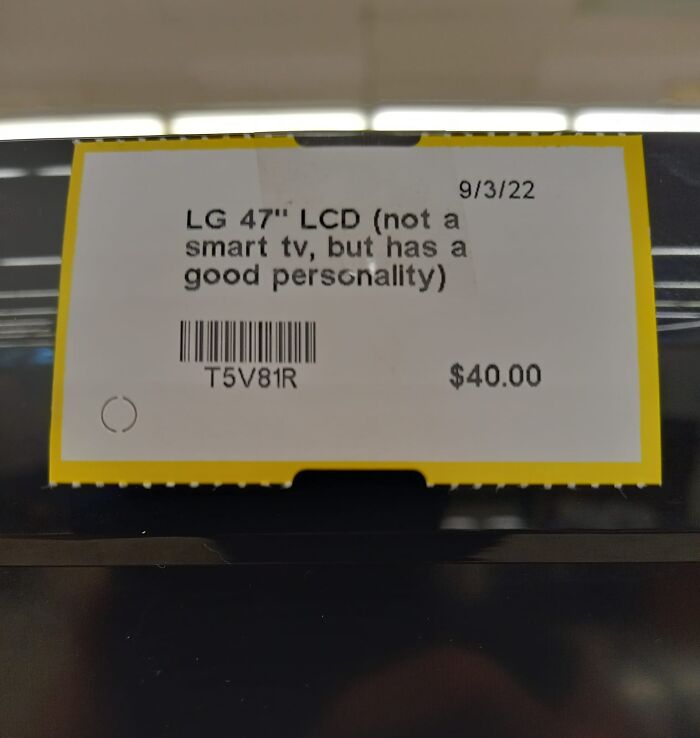 9/3/22
LG 47" LCD (not a
smart tv, but has a
good personality)
T5V81R
$40.00